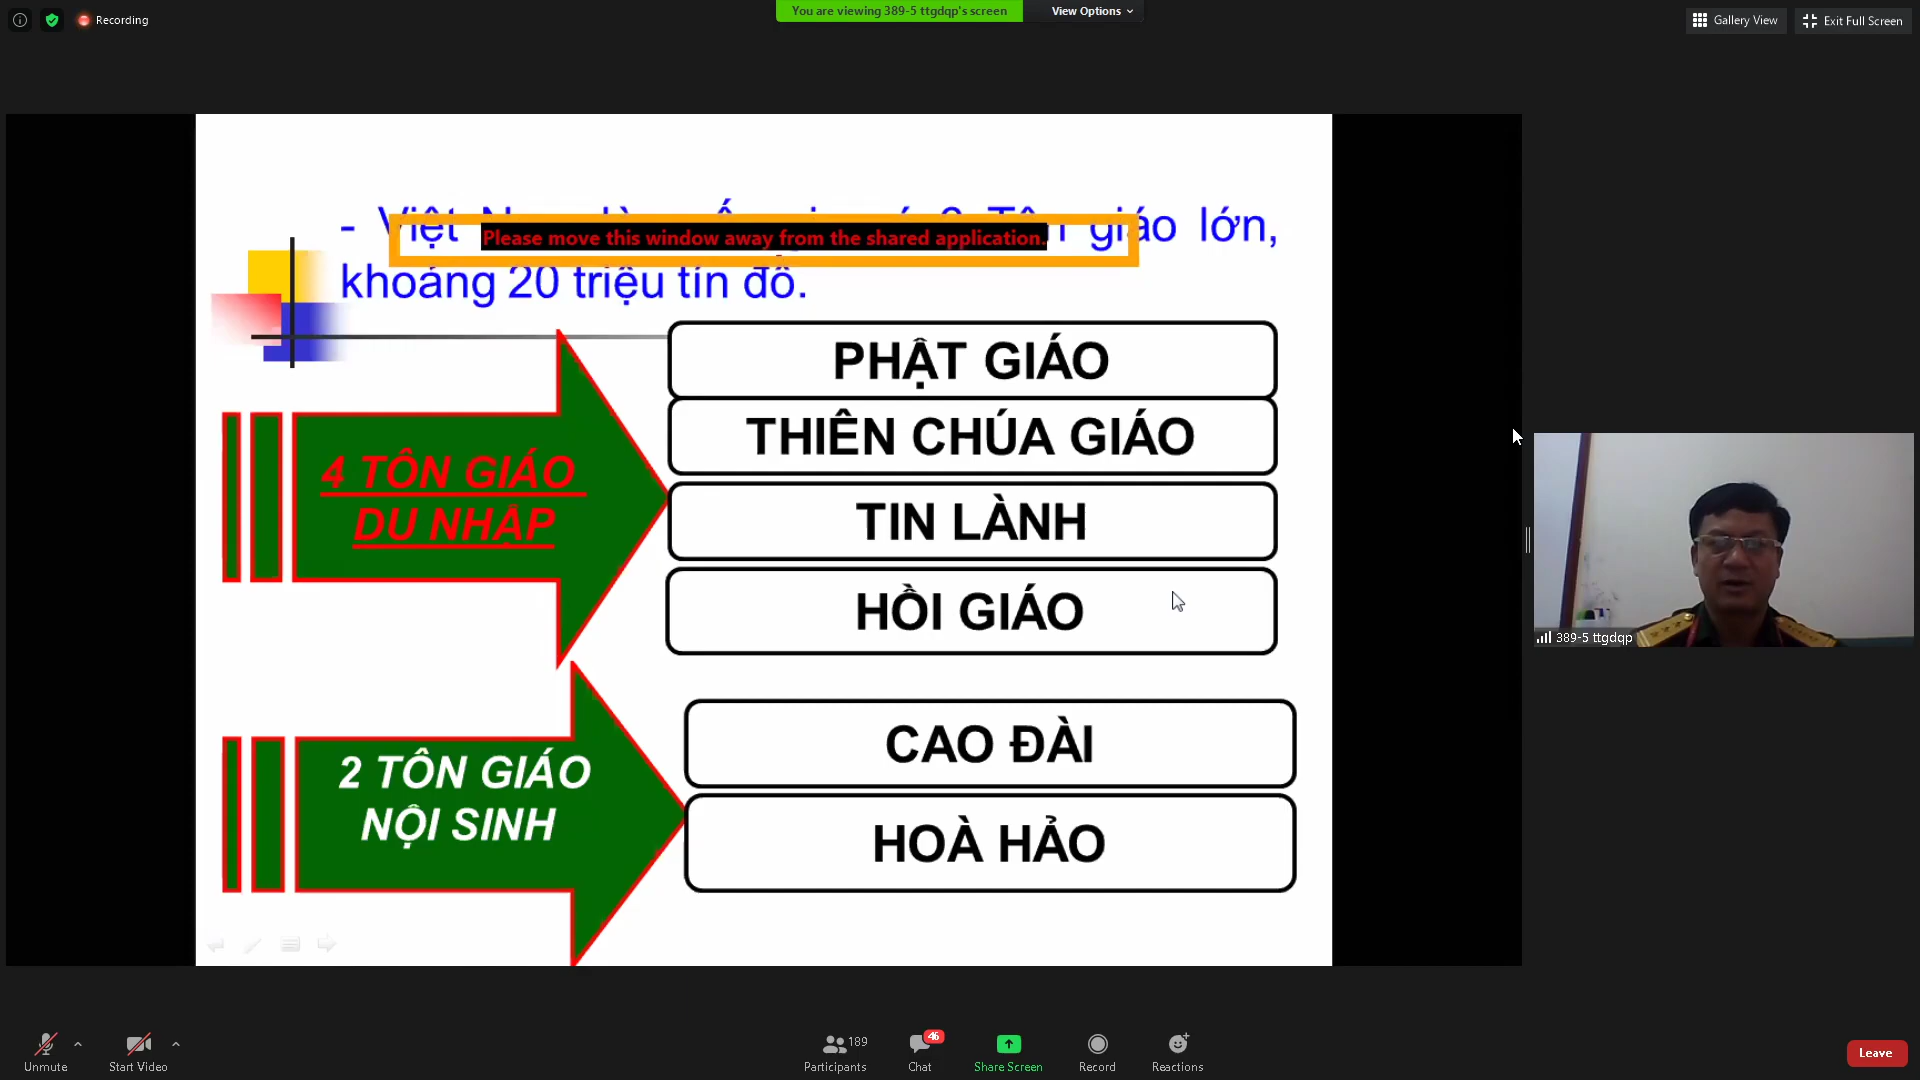 Recording
You are viewing 389-5 ttgdqp's screen
View Options
Gallery View
Exit Full Screen
- Việt giáo lớn,
Please move this window away from the shared application.
khoảng 20 triệu tín đồ.
4 TÔN GIÁO
DU NHẬP
PHẬT GIÁO
THIÊN CHÚA GIÁO
TIN LÀNH
HỒI GIÁO
2 TÔN GIÁO
NỘI SINH
CAO ĐÀI
HOÀ HẢO
389-5 ttgdqp
Unmute
Start Video
189
Participants
46
Chat
Share Screen
Record
Reactions
Leave